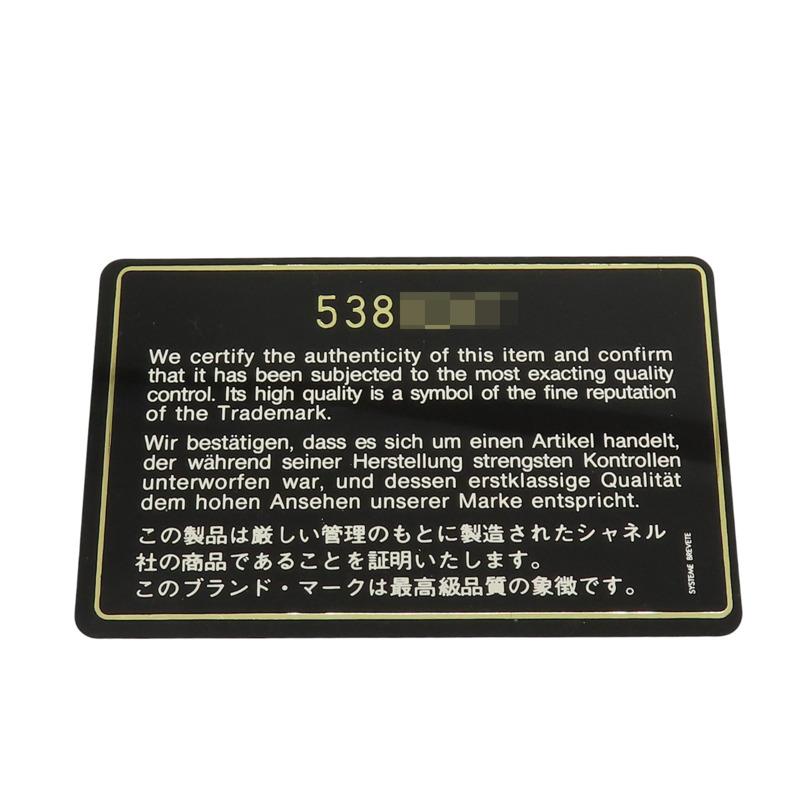 538
We certify the authenticity of this item and confirm
that it has been subjected to the most exacting quality
control. Its high quality is a symbol of the fine reputation
of the Trademark.
Wir bestätigen, dass es sich um einen Artikel handelt,
der während seiner Herstellung strengsten Kontrollen
unterworfen war, und dessen erstklassige Qualität
dem hohen Ansehen unserer Marke entspricht.
この製品は厳しい管理のもとに製造されたシャネル
社の商品であることを証明いたします。
このブランド・マークは最高級品質の象徴です。
SYSTEME BREVETE